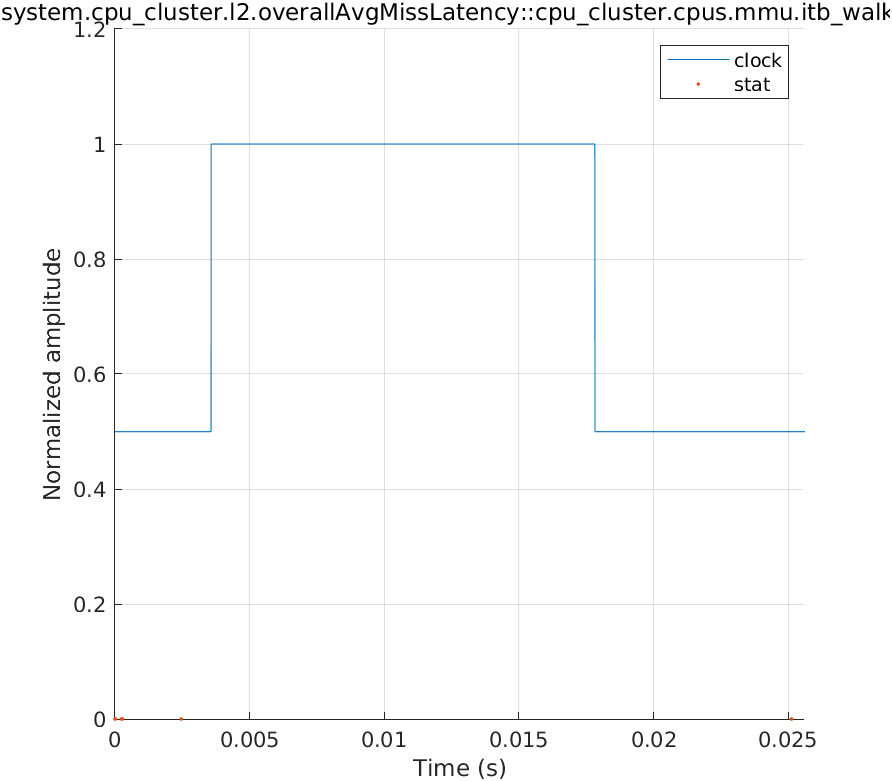 system.cpu_cluster.l2.overallAvgMissLatency::cpu_cluster.cpus.mmu.itb_walk
1.2
clock
stat
1
0.8
Normalized amplitude
0.6
0.4
0.2
0
0
0.005
0.01
0.015
0.02
0.025
Time (s)